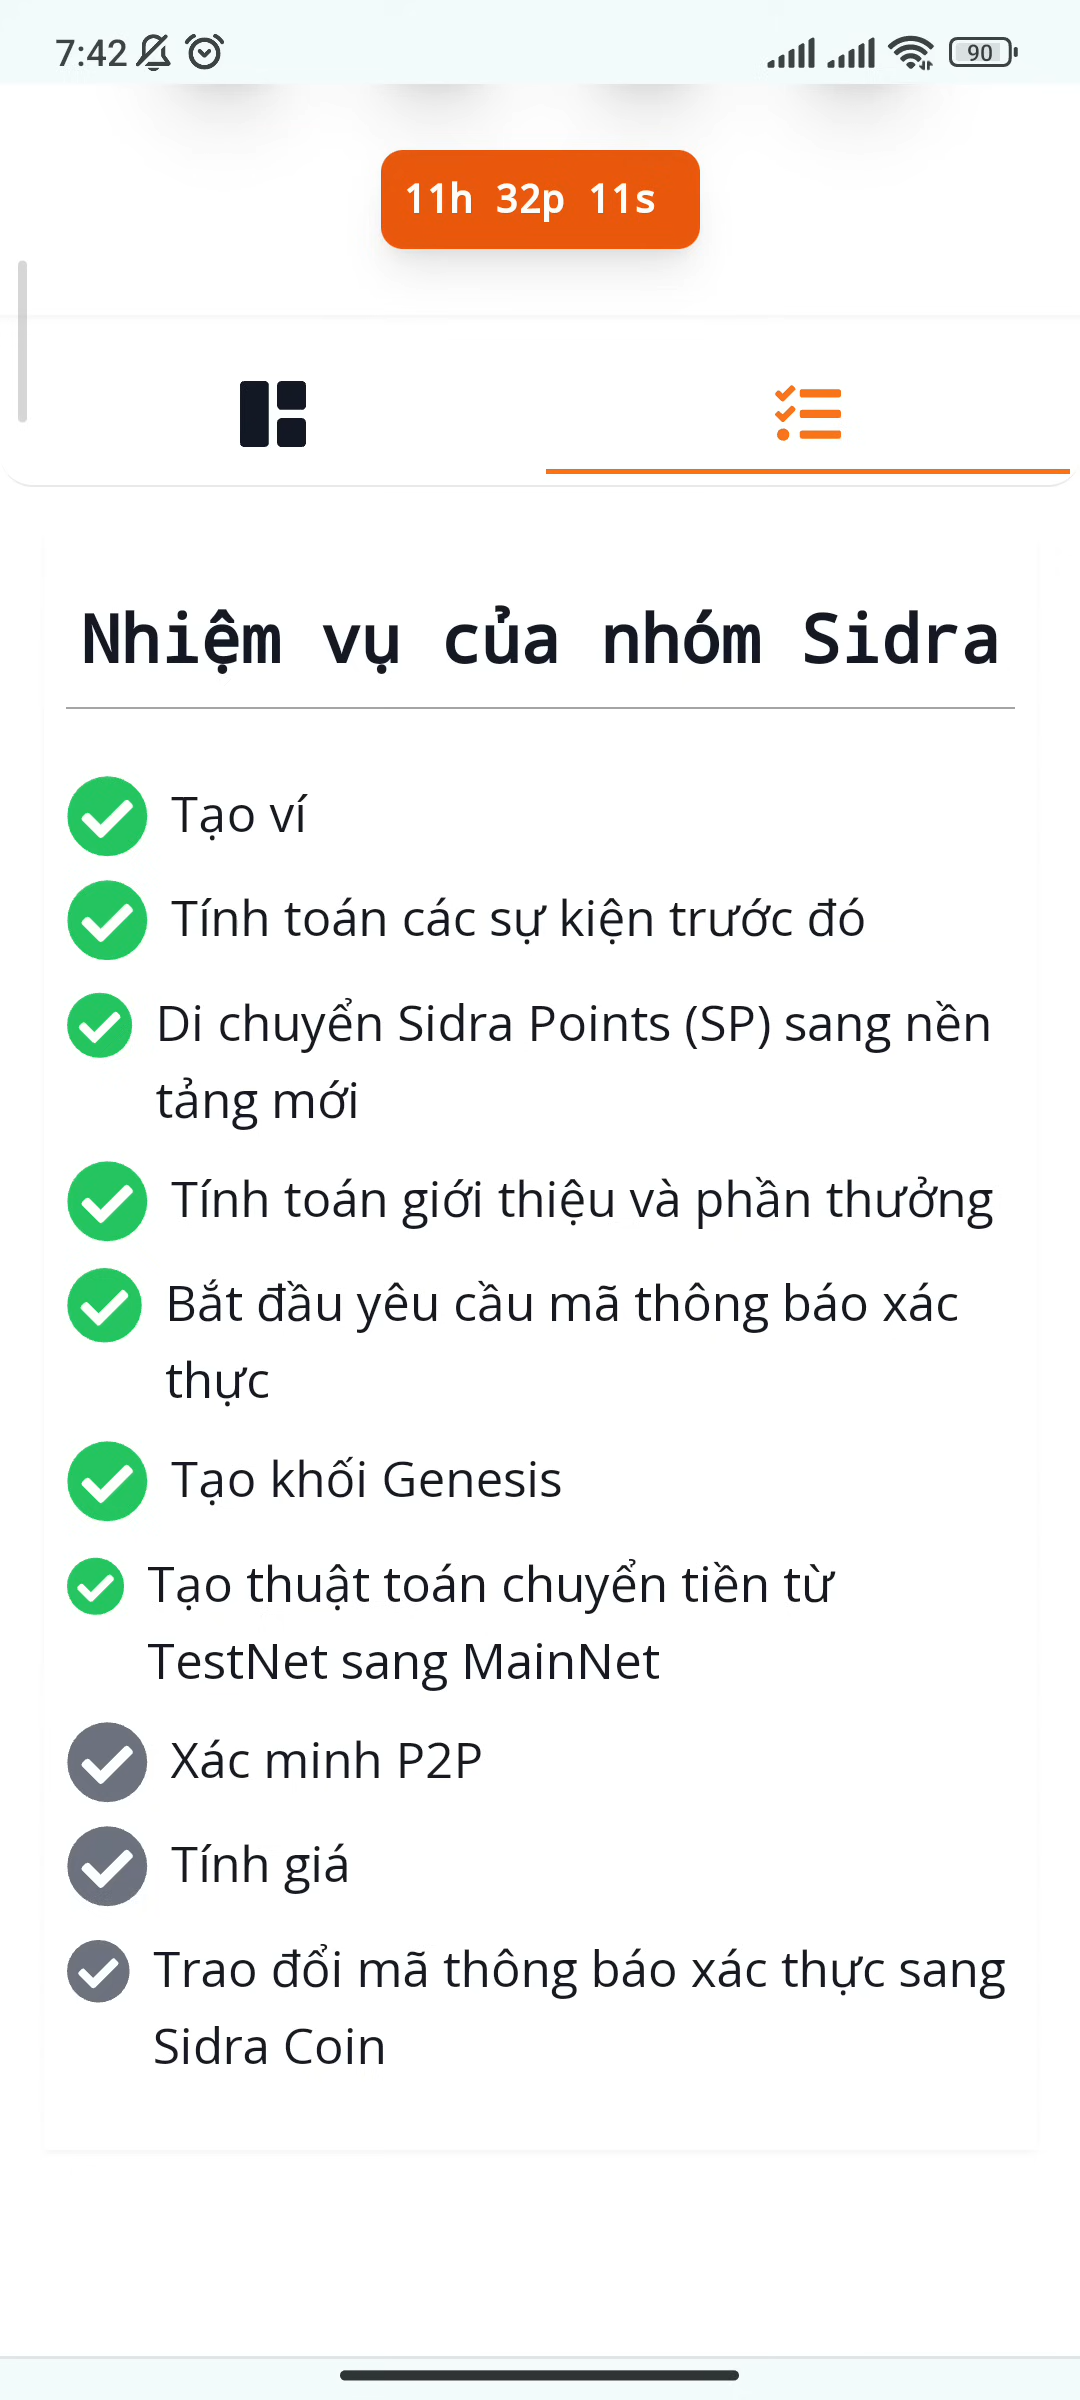 7:42
90
11h 32p 11s
Nhiệm vụ của nhóm Sidra
Tạo ví
Tính toán các sự kiện trước đó
Di chuyển Sidra Points (SP) sang nền
tảng mới
Tính toán giới thiệu và phần thưởng
Bắt đầu yêu cầu mã thông báo xác
thực
Tạo khối Genesis
Tạo thuật toán chuyển tiền từ
TestNet sang MainNet
Xác minh P2P
Tính giá
Trao đổi mã thông báo xác thực sang
Sidra Coin